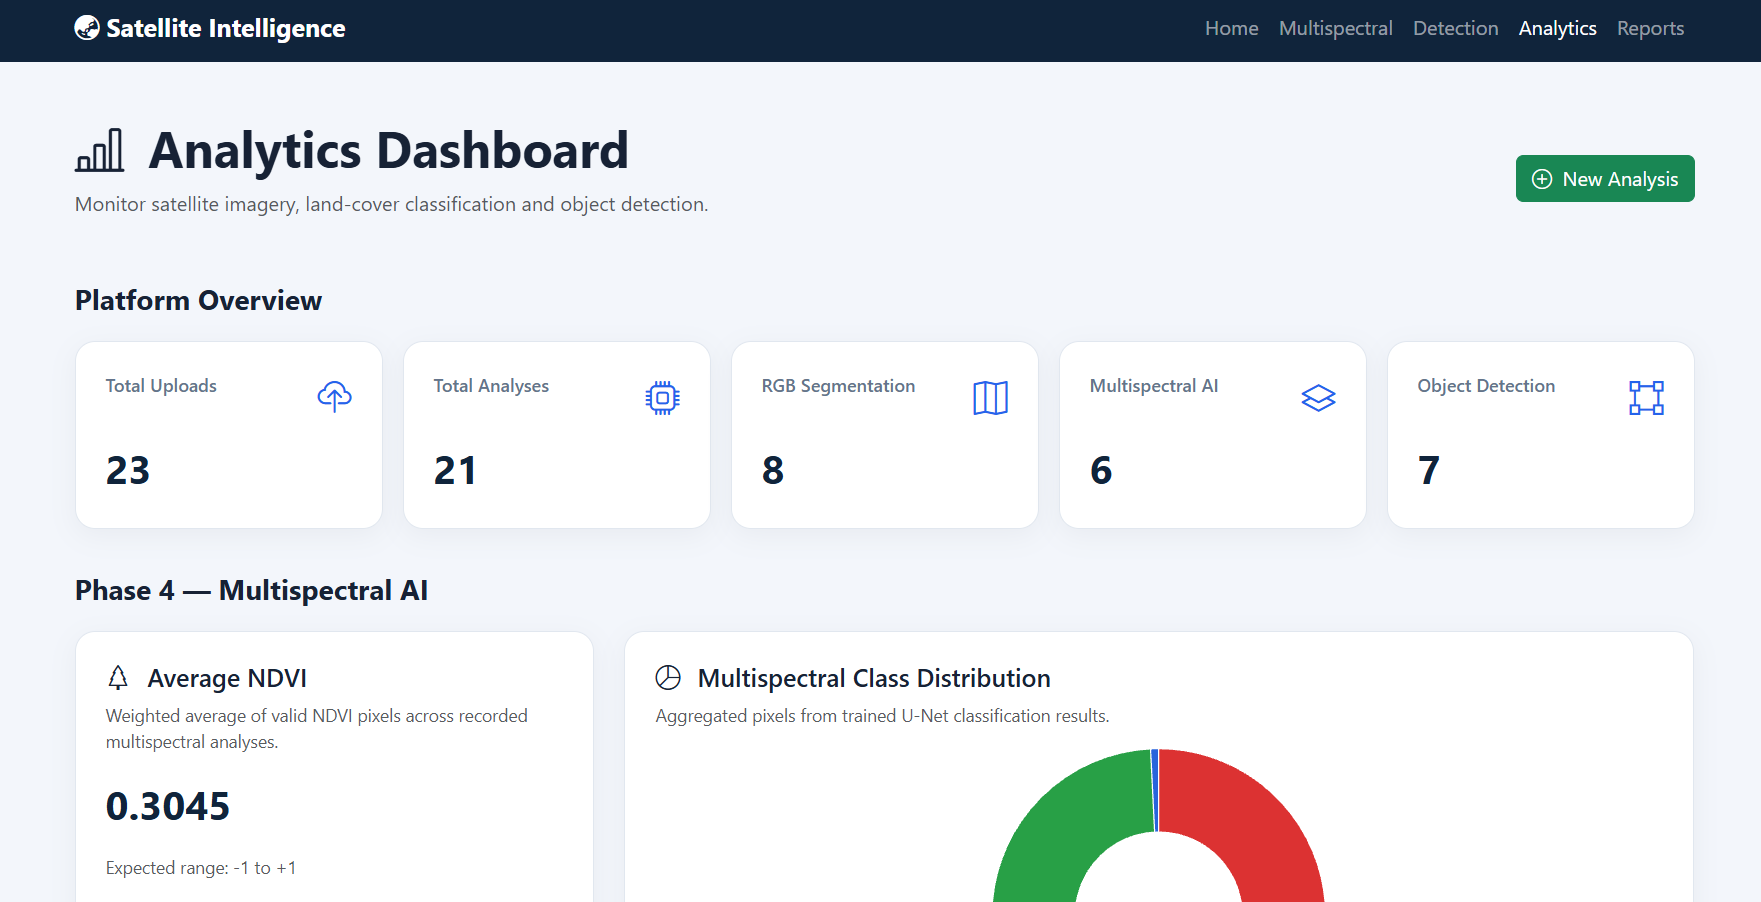 Satellite Intelligence
Home Multispectral Detection Analytics Reports
Analytics Dashboard
Monitor satellite imagery, land-cover classification and object detection.
New Analysis
Platform Overview
Total Uploads
23
Total Analyses
21
RGB Segmentation
8
Multispectral AI
6
Object Detection
7
Phase 4 — Multispectral AI
Average NDVI
Weighted average of valid NDVI pixels across recorded
multispectral analyses.
0.3045
Expected range: -1 to +1
Multispectral Class Distribution
Aggregated pixels from trained U-Net classification results.